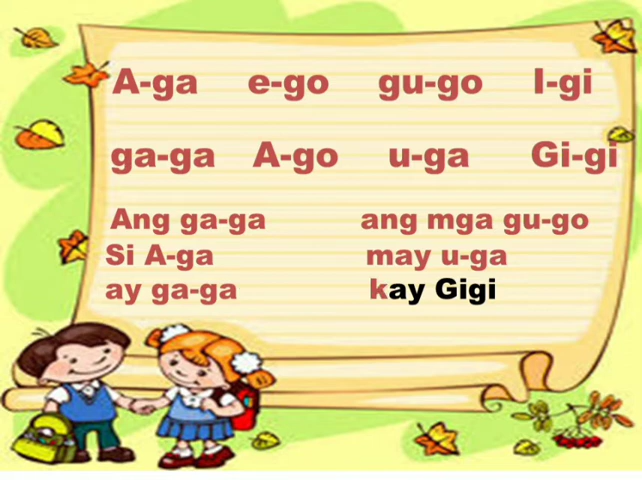 A-ga e-go gu-go I-gi
ga-ga A-go u-ga Gi-gi
Ang ga-ga ang mga gu-go
Si A-ga may u-ga
ay ga-ga kay Gigi